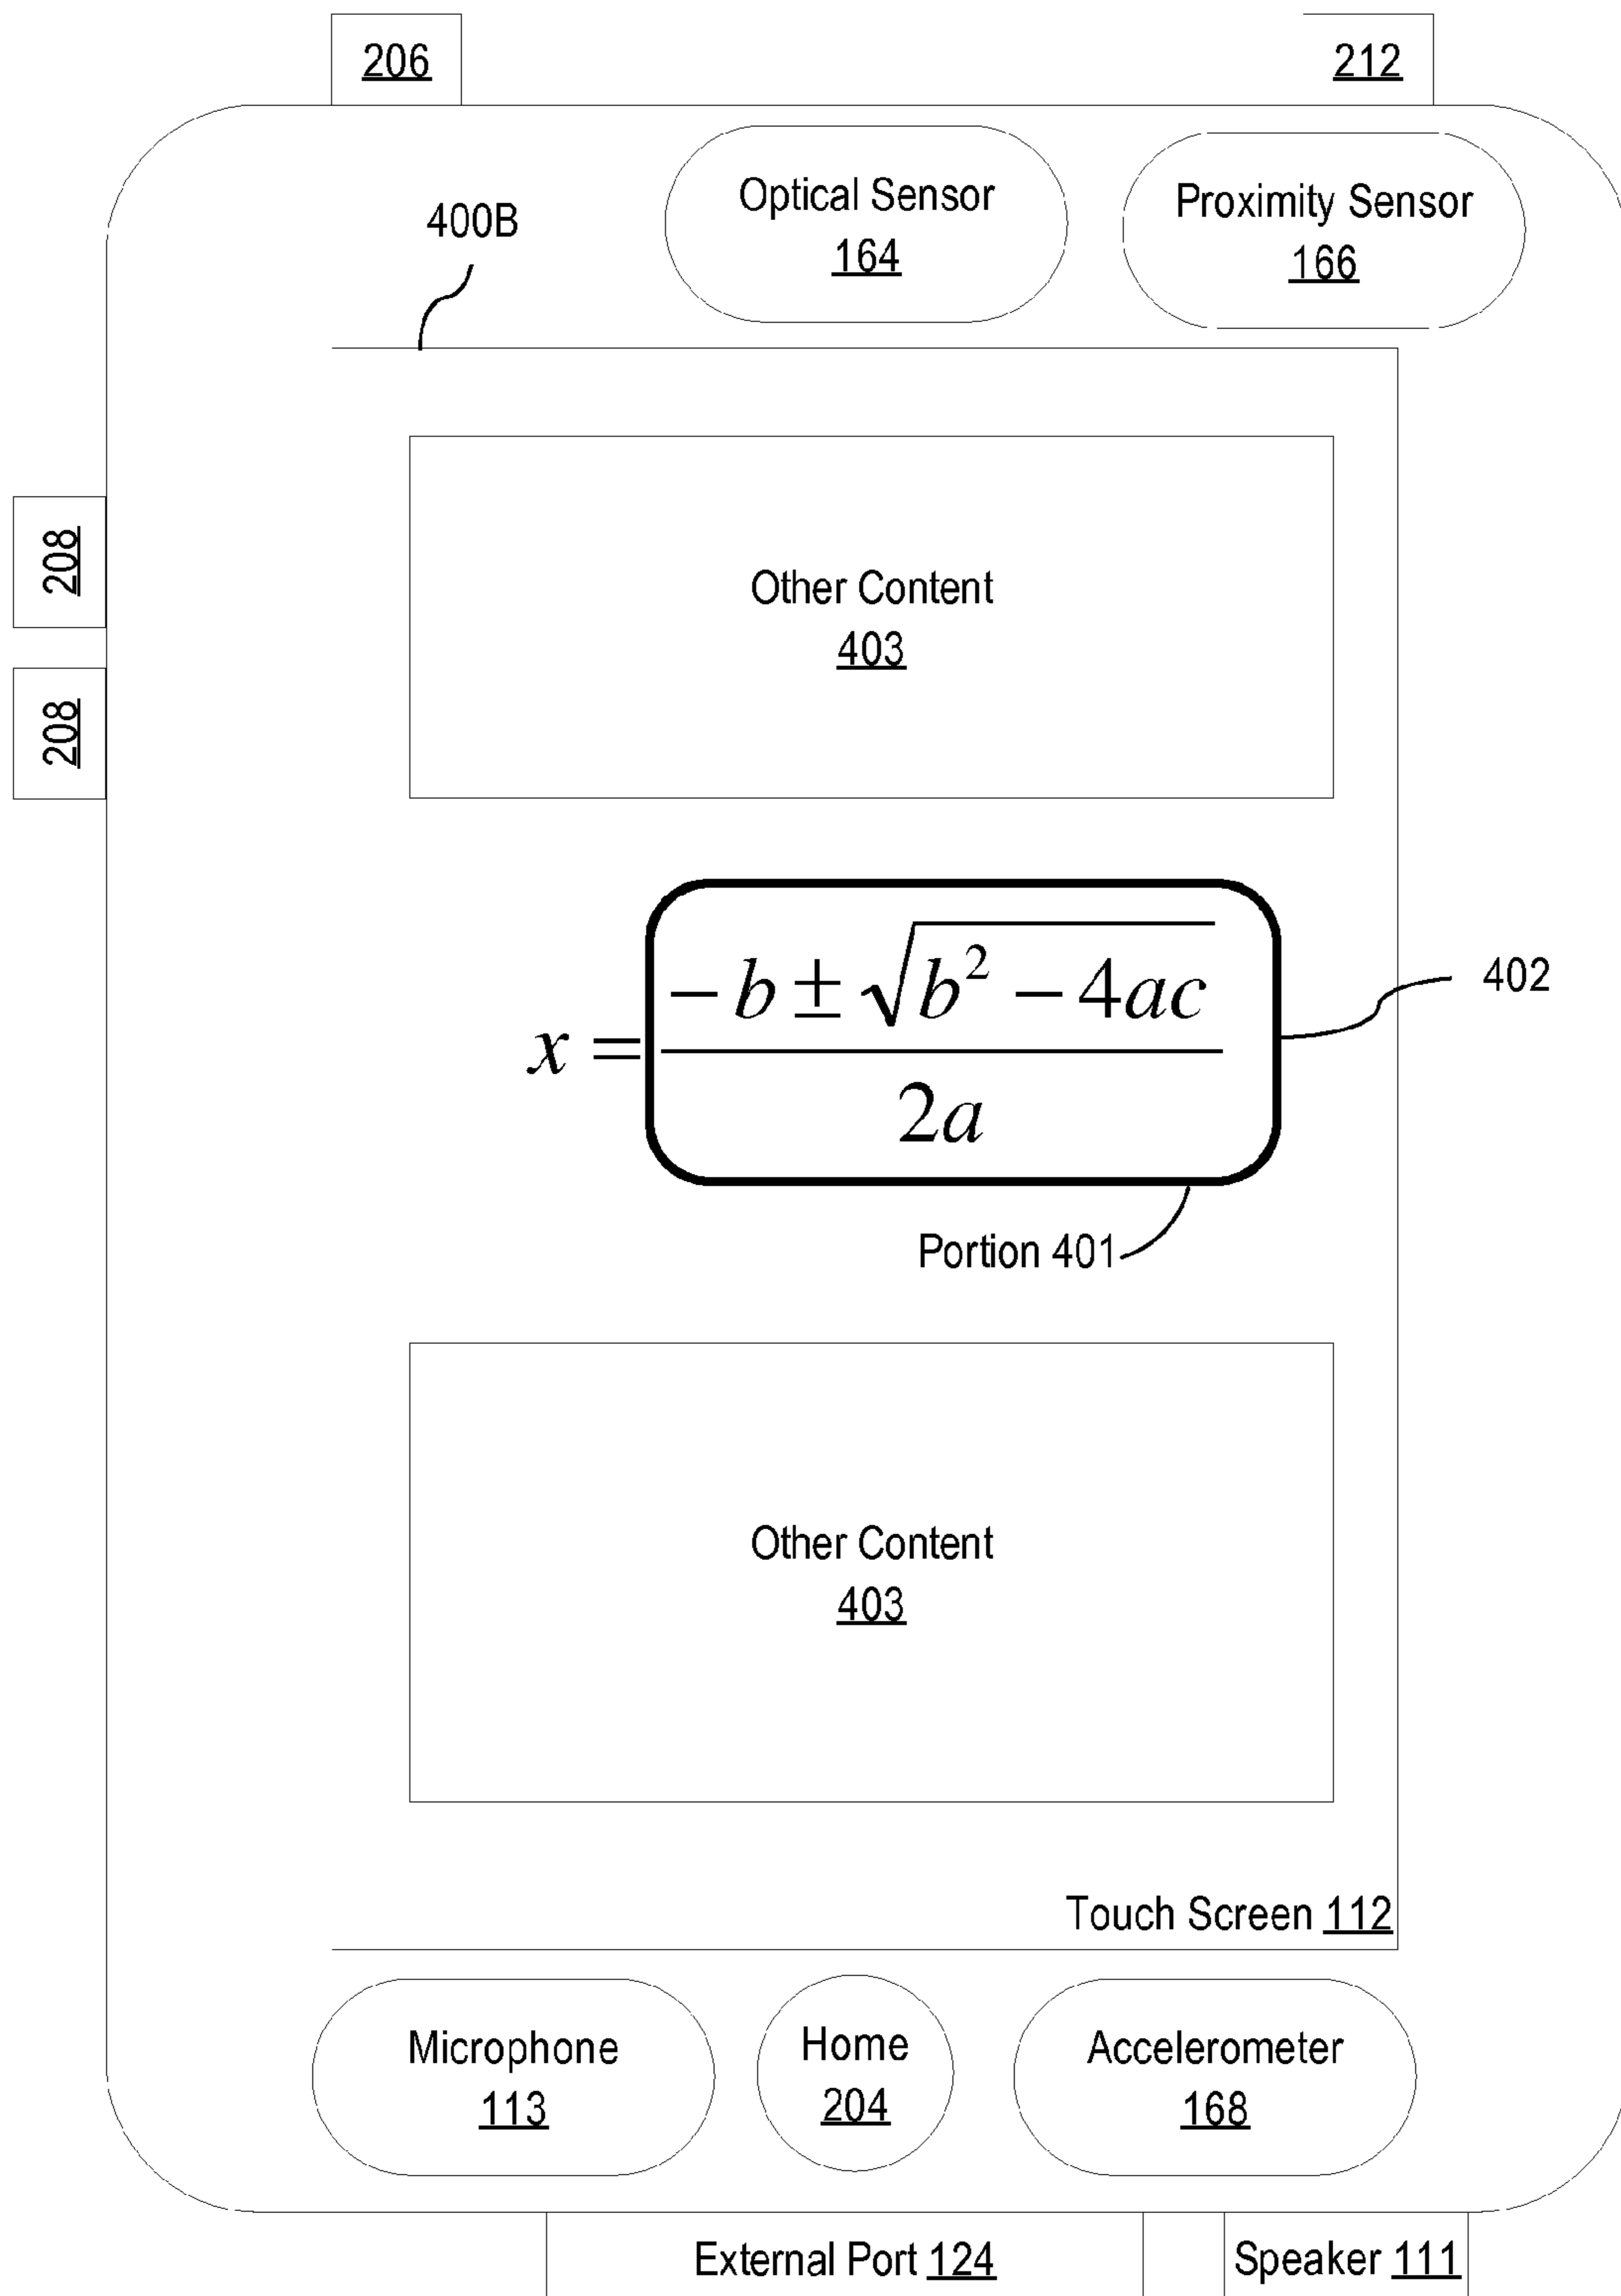 206
212
Optical Sensor
164
Proximity Sensor
166
400B
208
208
Other Content
403
x = (−b ± √(b² − 4ac)) / 2a
402
Portion 401
Other Content
403
Touch Screen 112
Microphone
113
Home
204
Accelerometer
168
External Port 124
Speaker 111